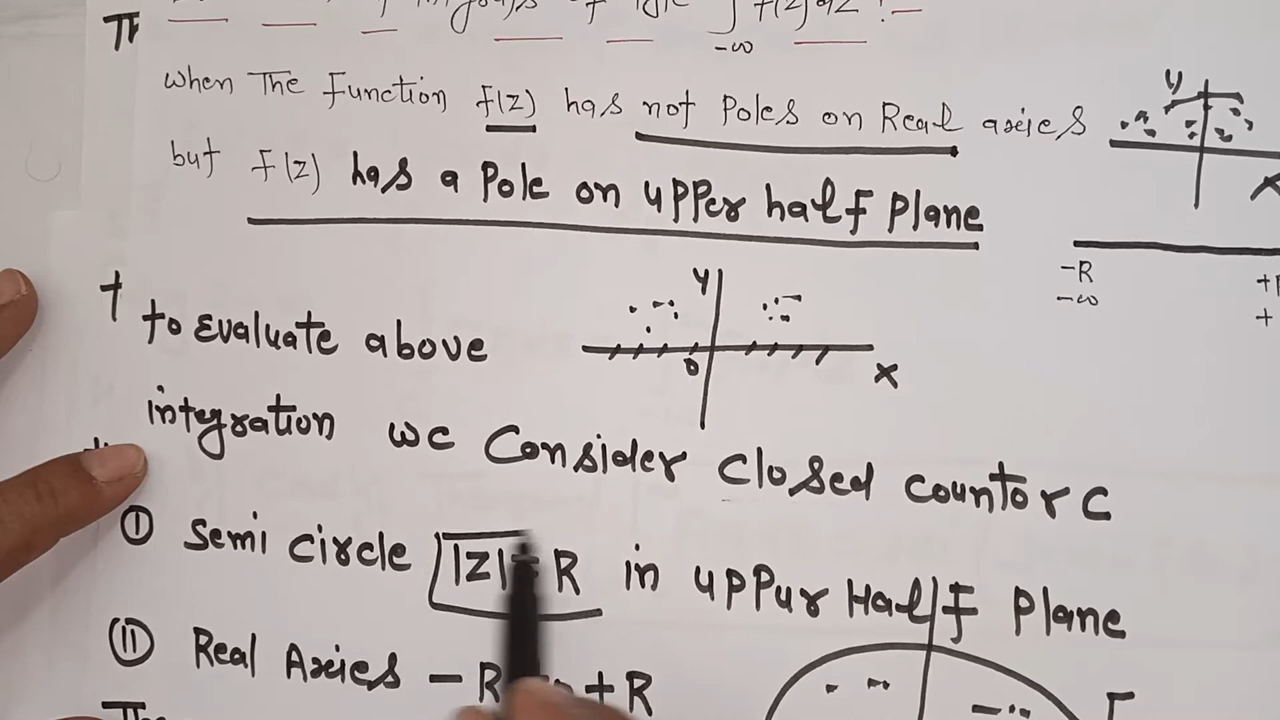 ∫ f(z)dz :-
-∞
when The Function f(z) has not Poles on Real axies
but f(z) has a Pole on upper half Plane
y
x
-R
-∞
+
to Evaluate above
y
0
x
integration we Consider Closed countor C
I Semi circle |z|=R in uppur Half Plane
II Real Axies -R to +R
Γ